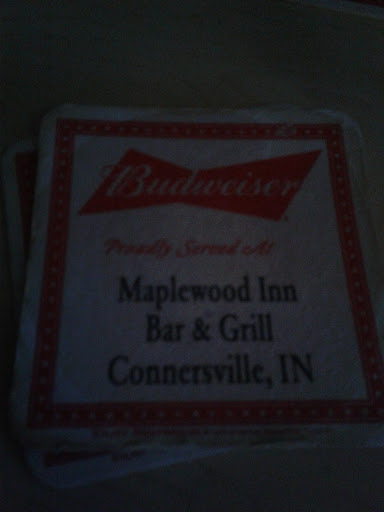 Budweiser
Proudly Served At
Maplewood Inn
Bar & Grill
Connersville, IN